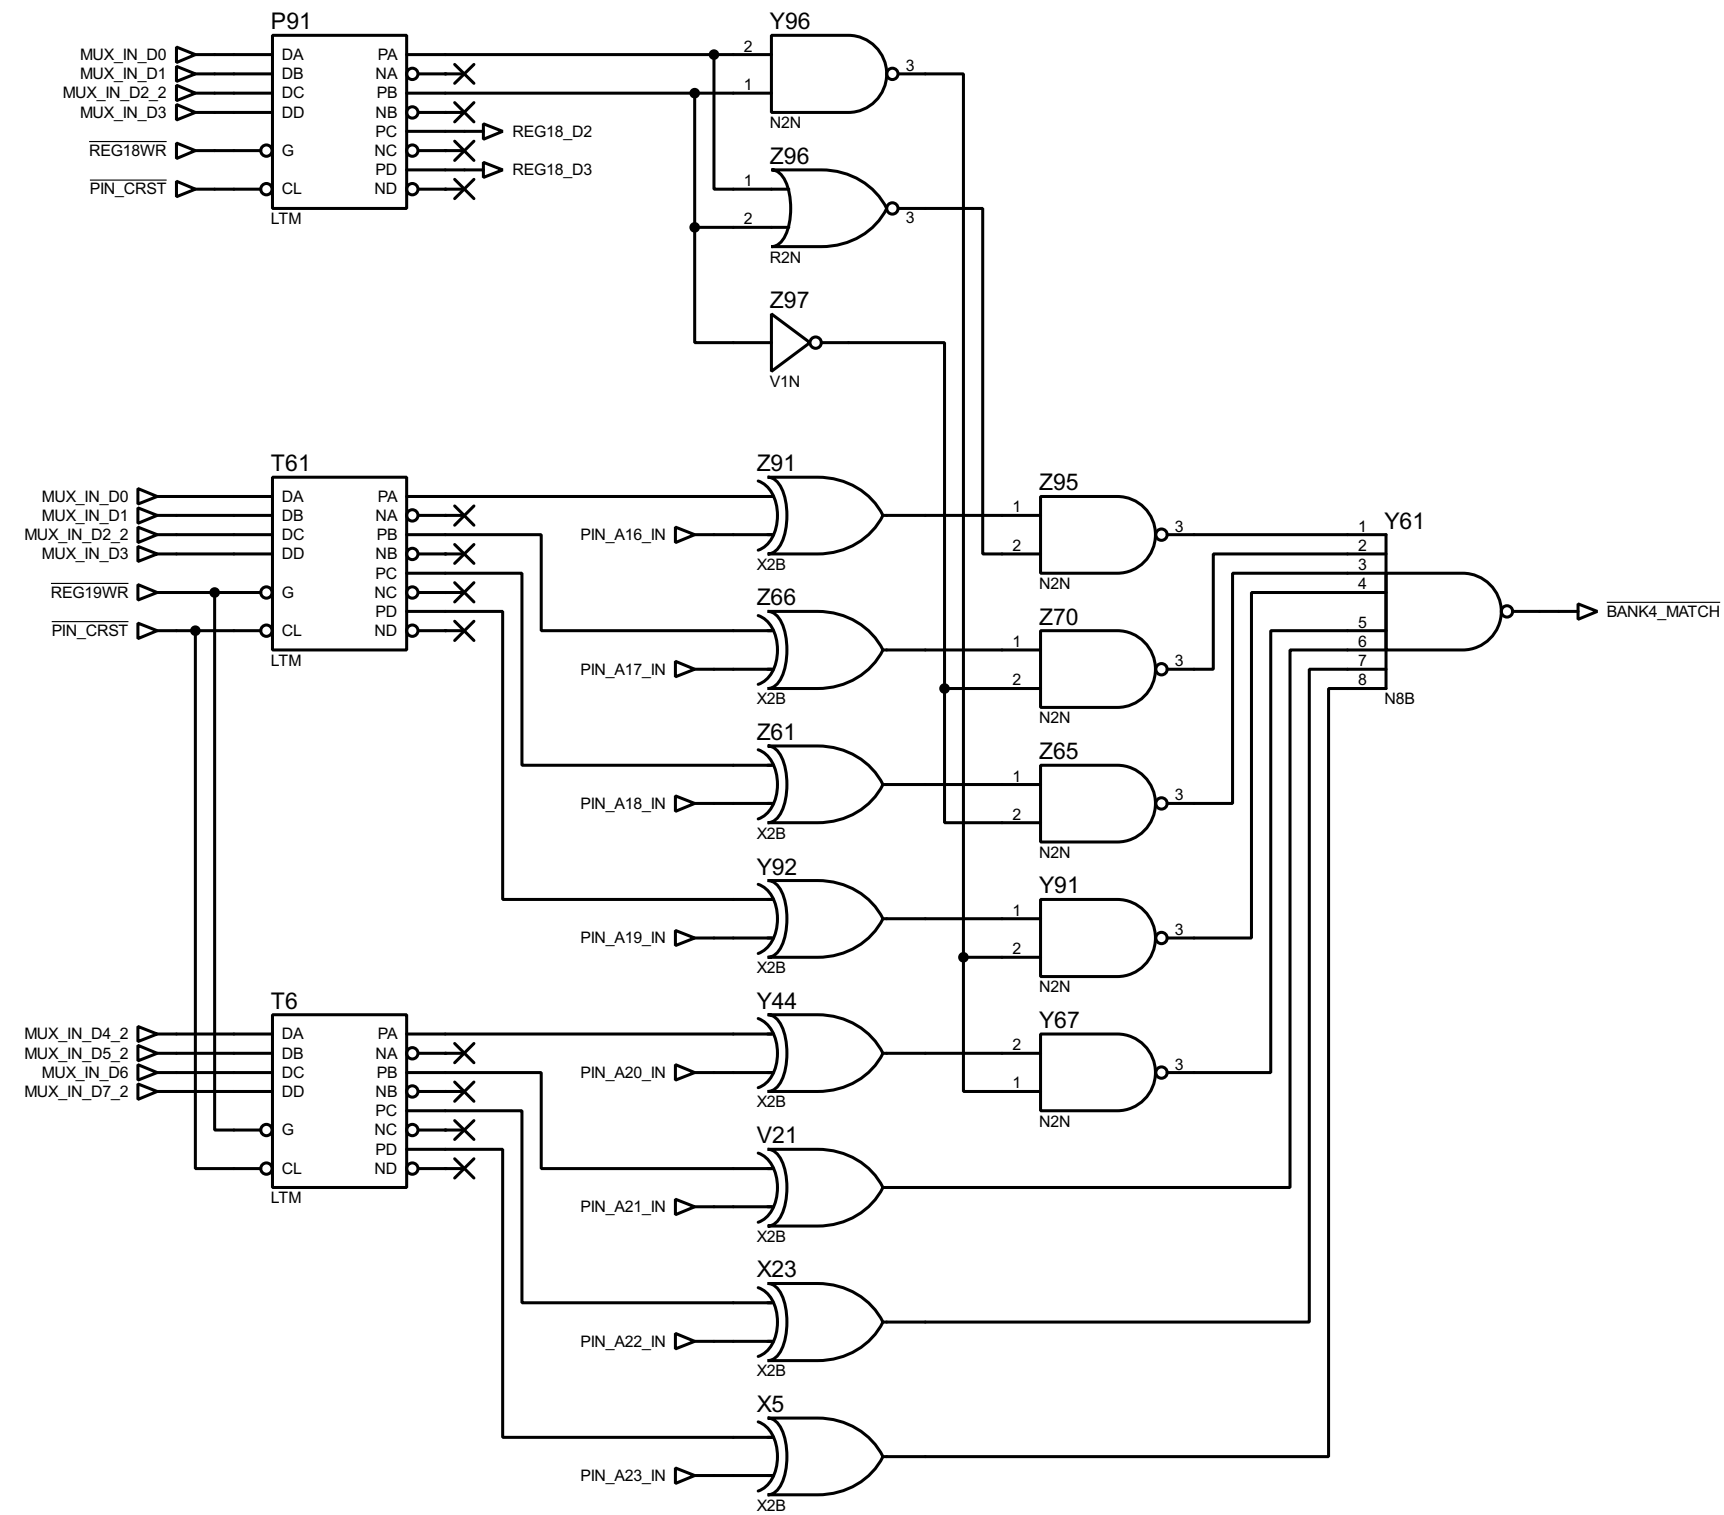 P91
MUX_IN_D0 DA PA
MUX_IN_D1 DB NA
MUX_IN_D2_2 DC PB
MUX_IN_D3 DD NB
PC REG18_D2
REG18WR G NC
PD REG18_D3
PIN_CRST CL ND
LTM
Y96
2
1
3
N2N
Z96
1
2
3
R2N
Z97
V1N
T61
MUX_IN_D0 DA PA
MUX_IN_D1 DB NA
MUX_IN_D2_2 DC PB
MUX_IN_D3 DD NB
PC
REG19WR G NC
PD
PIN_CRST CL ND
LTM
Z91
PIN_A16_IN
X2B
Z95
1
2
3
N2N
Z66
PIN_A17_IN
X2B
Z70
1
2
3
N2N
Z61
PIN_A18_IN
X2B
Z65
1
2
3
N2N
Y92
PIN_A19_IN
X2B
Y91
1
2
3
N2N
Y61
1
2
3
4
5
6
7
8
N8B
BANK4_MATCH
T6
MUX_IN_D4_2 DA PA
MUX_IN_D5_2 DB NA
MUX_IN_D6 DC PB
MUX_IN_D7_2 DD NB
PC
G NC
PD
CL ND
LTM
Y44
PIN_A20_IN
X2B
Y67
2
1
3
N2N
V21
PIN_A21_IN
X2B
X23
PIN_A22_IN
X2B
X5
PIN_A23_IN
X2B